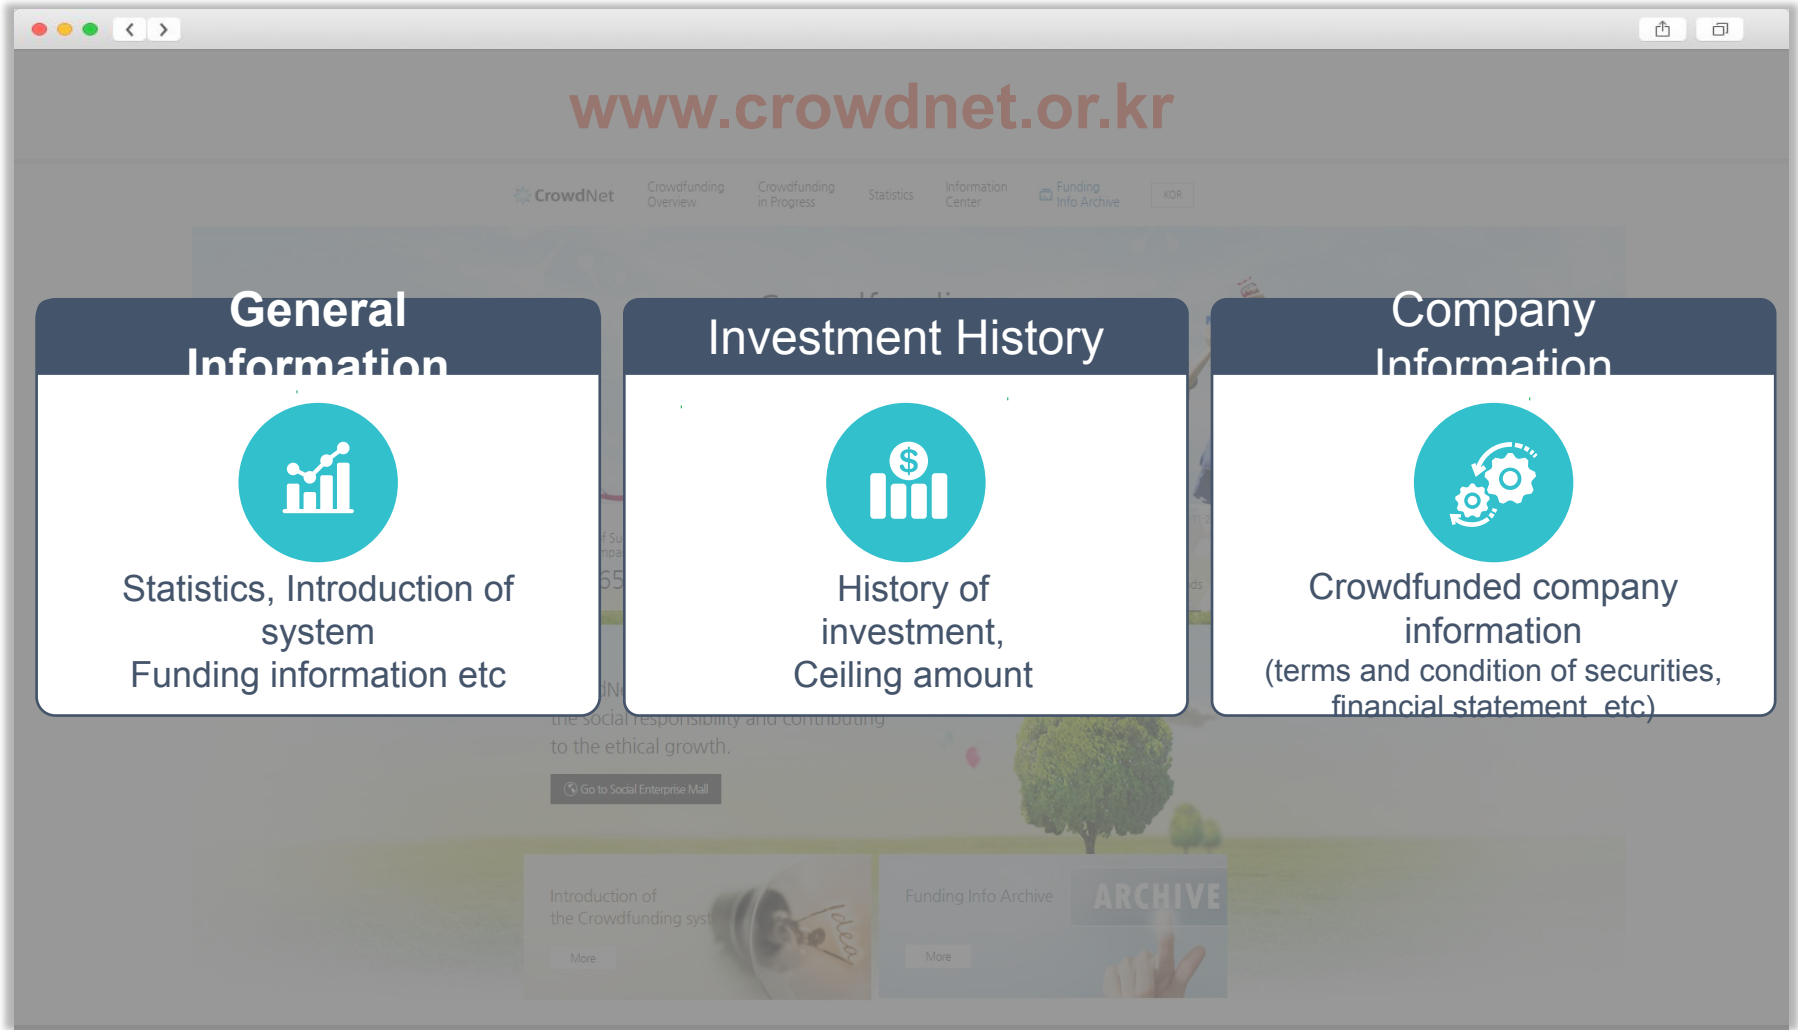 www.crowdnet.or.kr
CrowdNet
Crowdfunding
Overview
Crowdfunding
in Progress
Statistics
Information
Center
Funding
Info Archive
KOR
General
Information
Statistics, Introduction of
system
Funding information etc
Investment History
$
History of
investment,
Ceiling amount
Company
Information
Crowdfunded company
information
(terms and condition of securities,
financial statement etc)
the social responsibility and contributing
to the ethical growth.
Go to Social Enterprise Mall
Introduction of
the Crowdfunding syst
More
Idea
Funding Info Archive
More
ARCHIVE